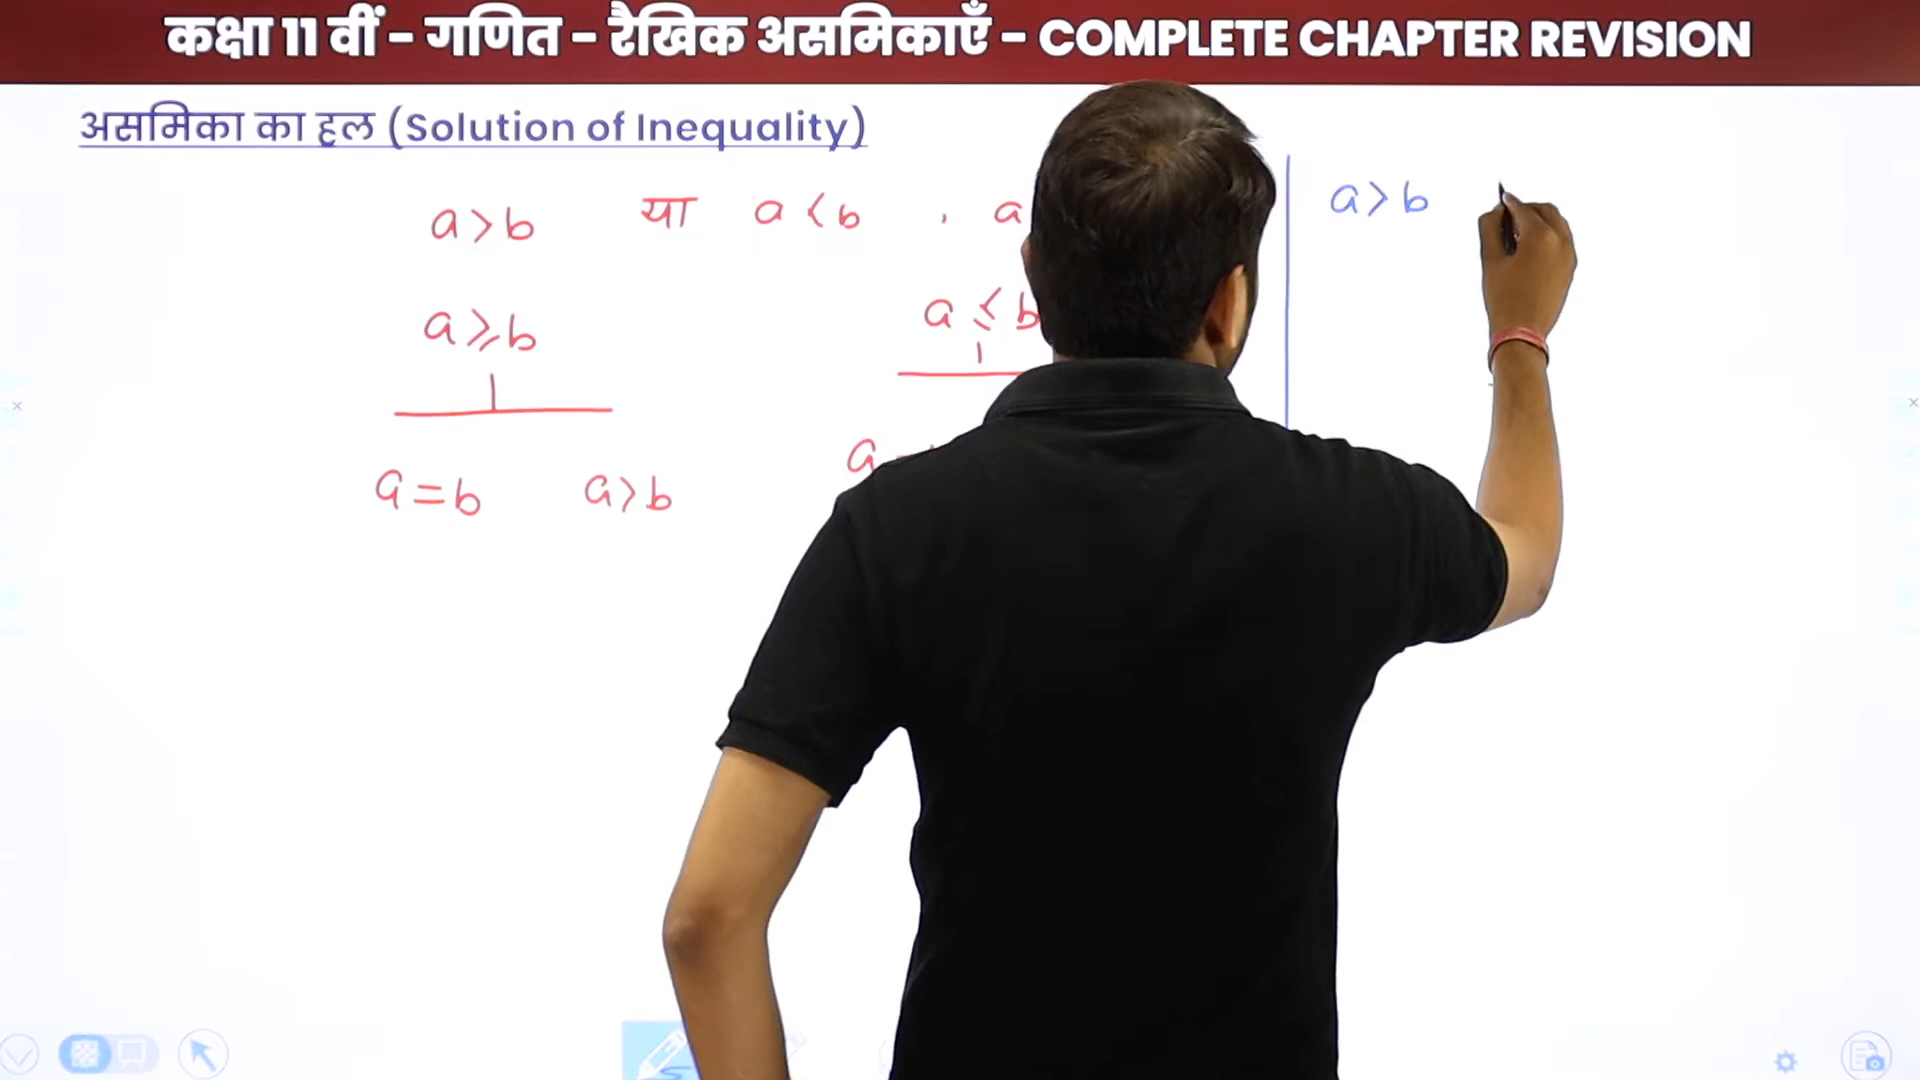 कक्षा 11 वीं - गणित - रैखिक असमिकाएँ - COMPLETE CHAPTER REVISION
असमिका का हल (Solution of Inequality)
a > b या a < b , a
a > b
a ≥ b
a ≤ b
a = b a > b
a